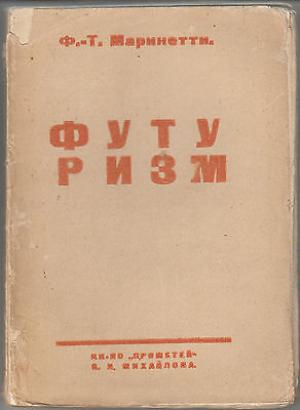 Ф.-Т. Маринетти.
ФУТУ
РИЗМ
КН-ВО „ПРОМЕТЕЙ"
Н. Н. МИХАЙЛОВА.